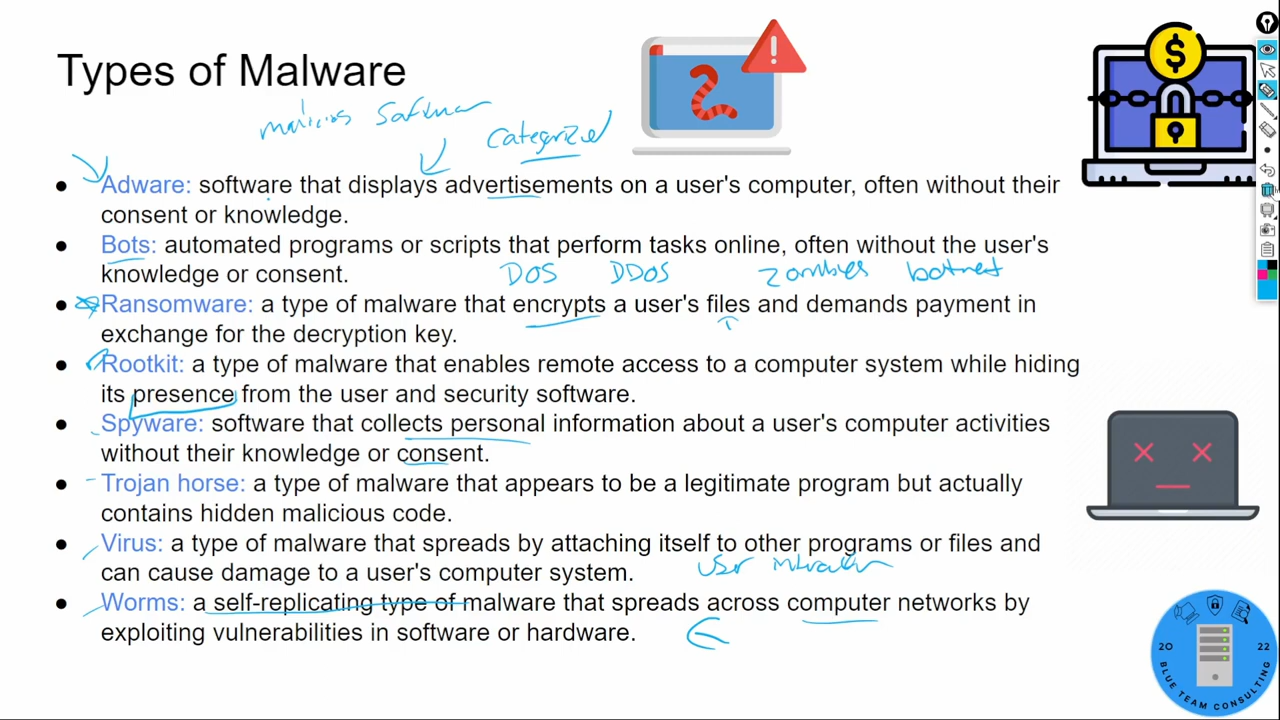 Types of Malware
malicious Software
categorized
● Adware: software that displays advertisements on a user's computer, often without their
consent or knowledge.
● Bots: automated programs or scripts that perform tasks online, often without the user's
knowledge or consent.
DOS DDOS zombies botnet
● Ransomware: a type of malware that encrypts a user's files and demands payment in
exchange for the decryption key.
● Rootkit: a type of malware that enables remote access to a computer system while hiding
its presence from the user and security software.
● Spyware: software that collects personal information about a user's computer activities
without their knowledge or consent.
● Trojan horse: a type of malware that appears to be a legitimate program but actually
contains hidden malicious code.
● Virus: a type of malware that spreads by attaching itself to other programs or files and
can cause damage to a user's computer system.
User
● Worms: a self-replicating type of malware that spreads across computer networks by
exploiting vulnerabilities in software or hardware.
$
20 22
BLUE TEAM CONSULTING